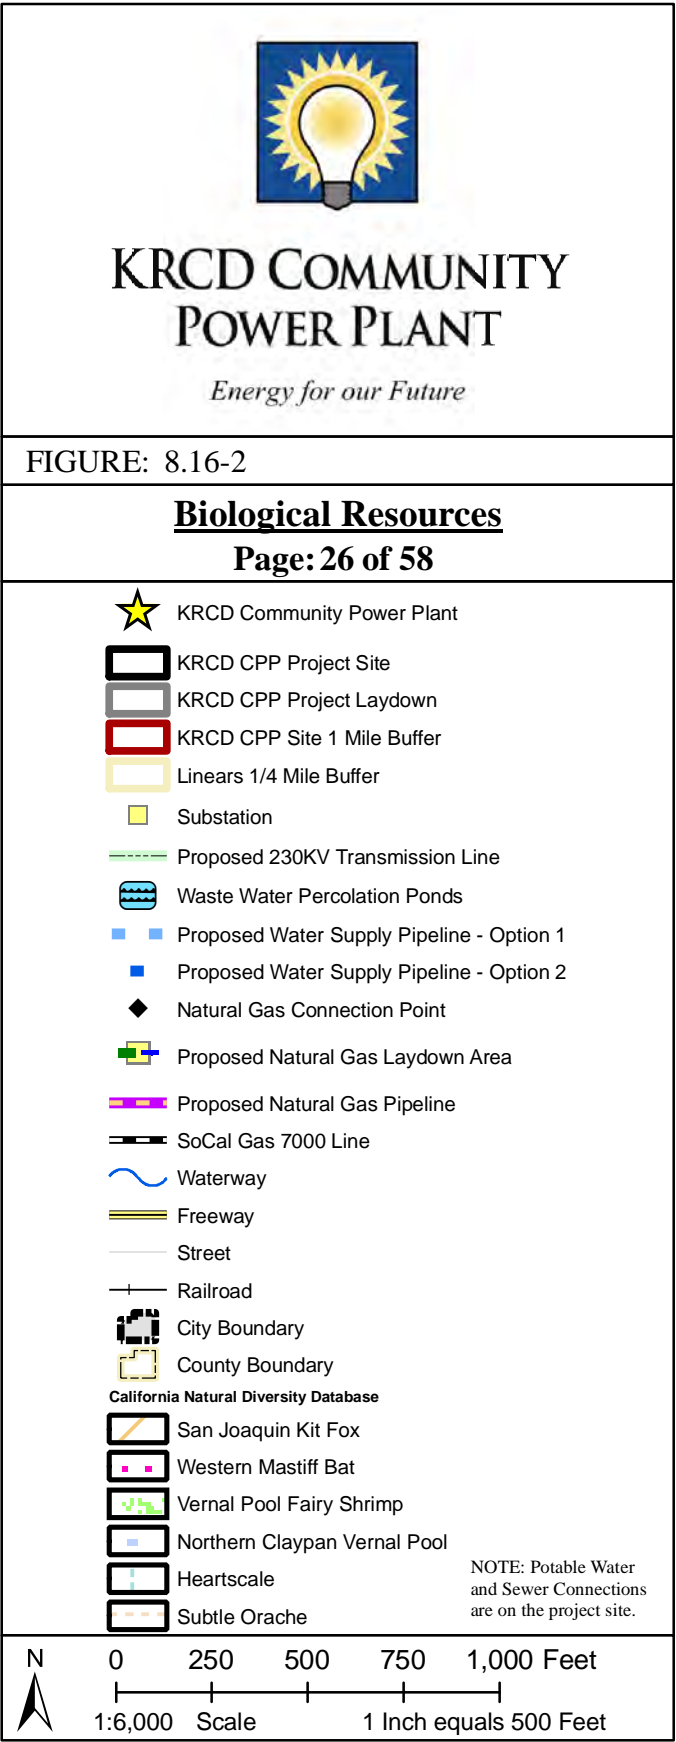 KRCD COMMUNITY
POWER PLANT
Energy for our Future
FIGURE: 8.16-2
Biological Resources
Page: 26 of 58
KRCD Community Power Plant
KRCD CPP Project Site
KRCD CPP Project Laydown
KRCD CPP Site 1 Mile Buffer
Linears 1/4 Mile Buffer
Substation
Proposed 230KV Transmission Line
Waste Water Percolation Ponds
Proposed Water Supply Pipeline - Option 1
Proposed Water Supply Pipeline - Option 2
Natural Gas Connection Point
Proposed Natural Gas Laydown Area
Proposed Natural Gas Pipeline
SoCal Gas 7000 Line
Waterway
Freeway
Street
Railroad
City Boundary
County Boundary
California Natural Diversity Database
San Joaquin Kit Fox
Western Mastiff Bat
Vernal Pool Fairy Shrimp
Northern Claypan Vernal Pool
Heartscale
Subtle Orache
NOTE: Potable Water
and Sewer Connections
are on the project site.
N
0 250 500 750 1,000 Feet
1:6,000 Scale 1 Inch equals 500 Feet